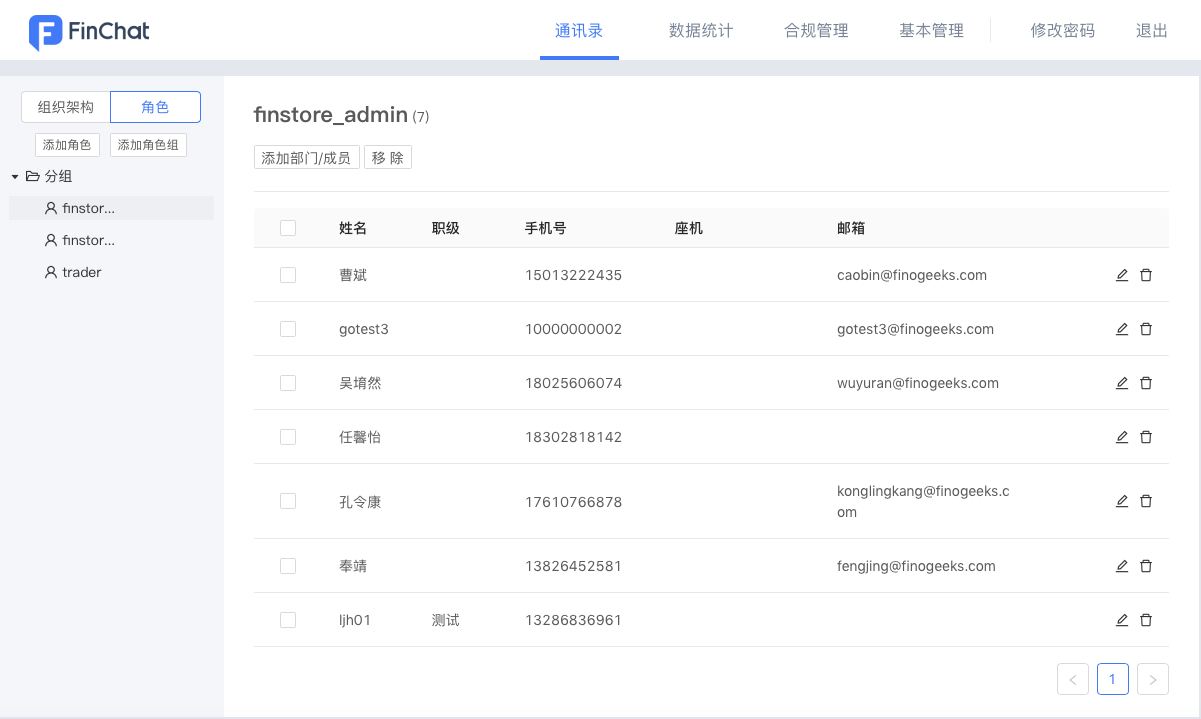 FinChat
通讯录 数据统计 合规管理 基本管理 修改密码 退出
组织架构 角色
添加角色 添加角色组
分组
finstor...
finstor...
trader
finstore_admin (7)
添加部门/成员 移 除
姓名 职级 手机号 座机 邮箱
曹斌 15013222435 caobin@finogeeks.com
gotest3 10000000002 gotest3@finogeeks.com
吴堉然 18025606074 wuyuran@finogeeks.com
任馨怡 18302818142
孔令康 17610766878 konglingkang@finogeeks.c
om
奉靖 13826452581 fengjing@finogeeks.com
ljh01 测试 13286836961
< 1 >